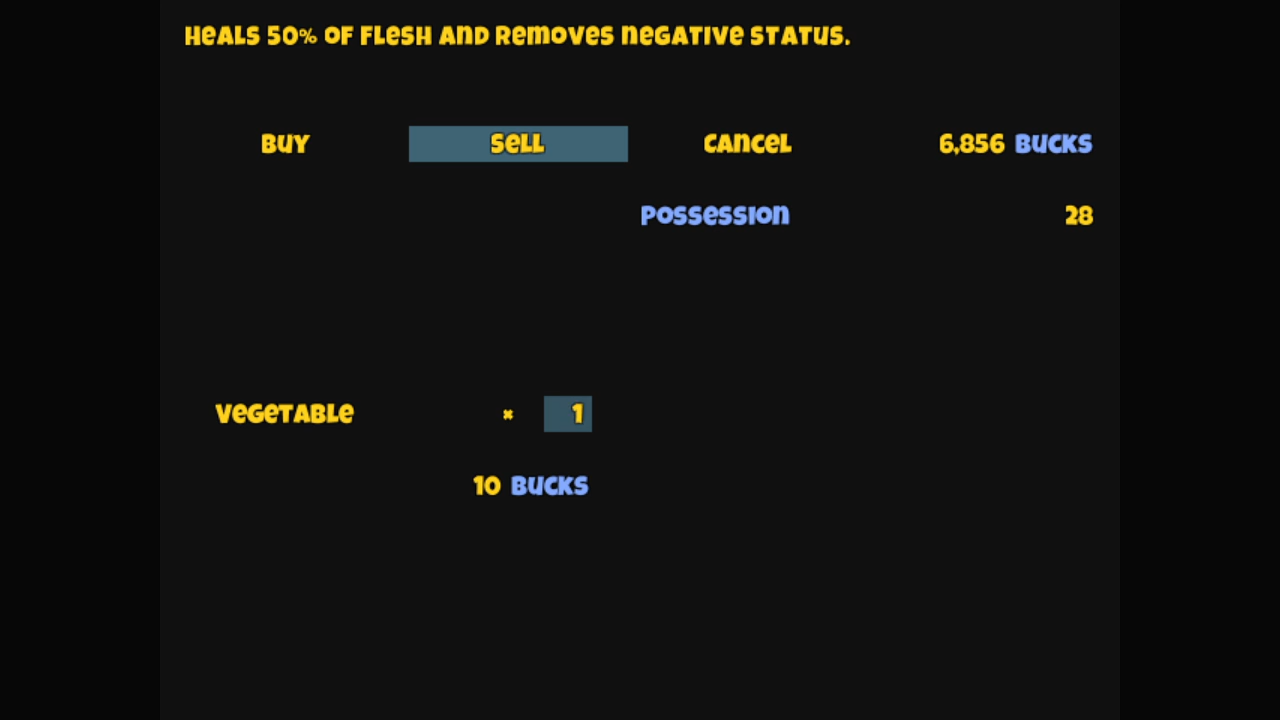 HeALS 50% OF FLeSH AND RemOveS neGATive STATuS.
Buy SeLL CanceL 6,856 BuckS
Possession 28
VeGeTABLe × 1
10 BuckS